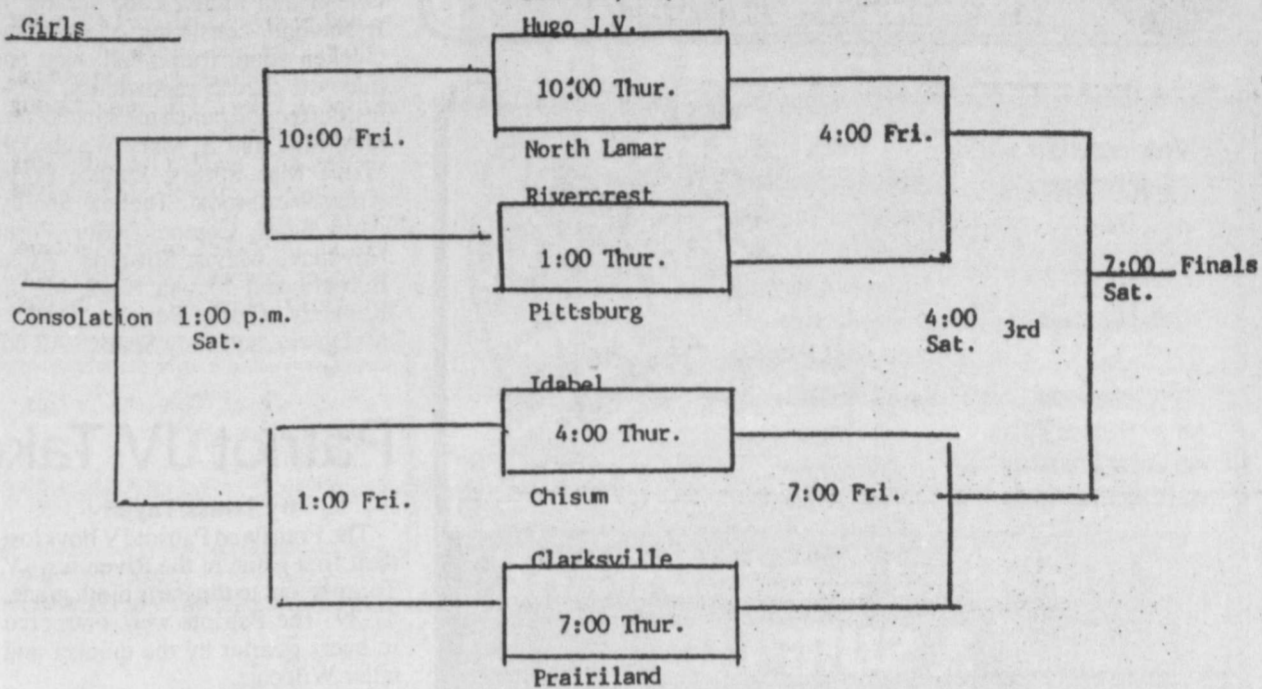 Girls
Hugo J.V.
10:00 Thur.
10:00 Fri.
4:00 Fri.
North Lamar
Rivercrest
1:00 Thur.
7:00 Finals
Sat.
Consolation 1:00 p.m.
Sat.
Pittsburg
4:00 3rd
Sat.
Idabel
4:00 Thur.
1:00 Fri.
Chisum
7:00 Fri.
Clarksville
7:00 Thur.
Prairiland